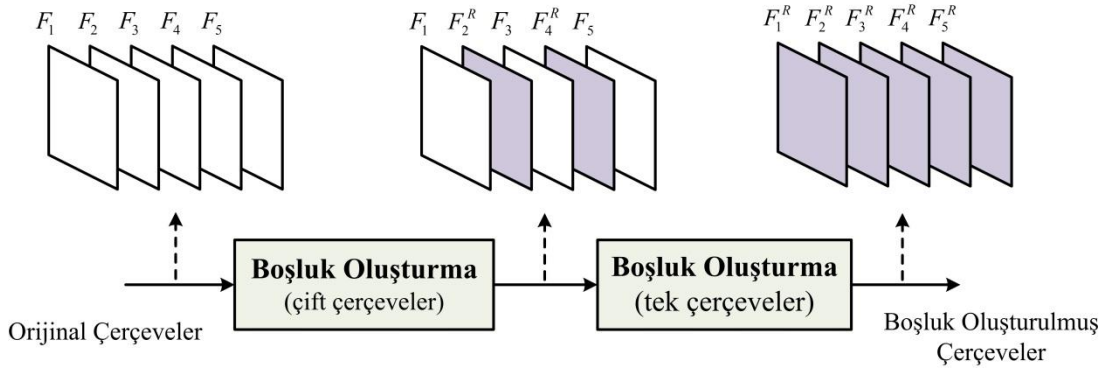 F₁ F₂ F₃ F₄ F₅
F₁ F₂ᴿ F₃ F₄ᴿ F₅
F₁ᴿ F₂ᴿ F₃ᴿ F₄ᴿ F₅ᴿ
Orijinal Çerçeveler
Boşluk Oluşturma
(çift çerçeveler)
Boşluk Oluşturma
(tek çerçeveler)
Boşluk Oluşturulmuş
Çerçeveler